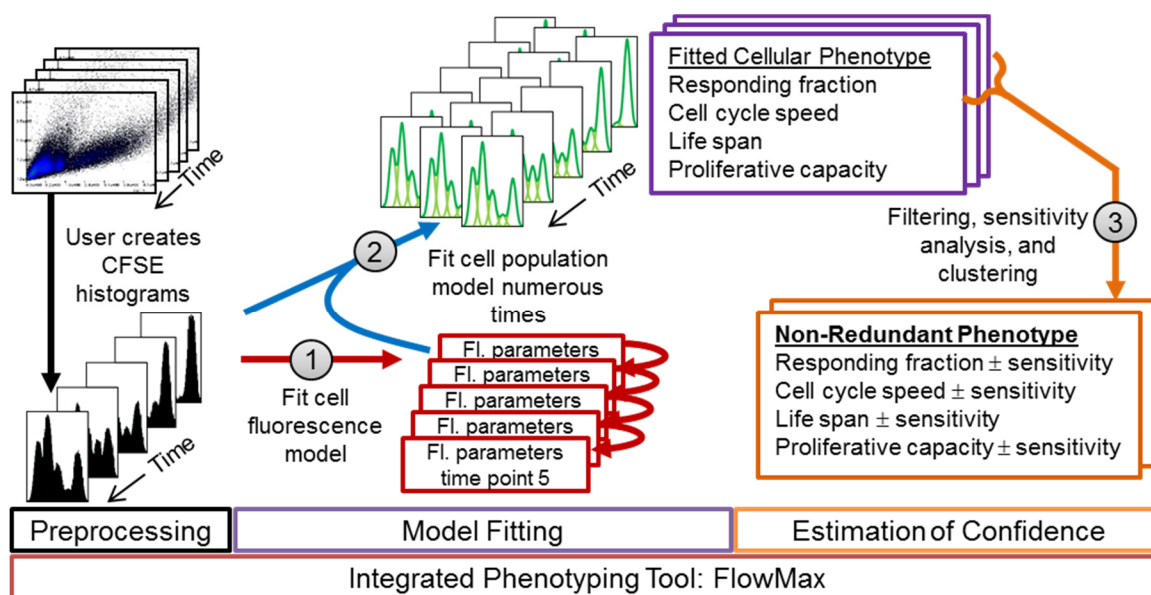 Time
User creates
CFSE
histograms
Time
1
Fit cell
fluorescence
model
2
Time
Fit cell population
model numerous
times
Fl. parameters
Fl. parameters
Fl. parameters
Fl. parameters
Fl. parameters
time point 5
Fitted Cellular Phenotype
Responding fraction
Cell cycle speed
Life span
Proliferative capacity
3
Filtering, sensitivity
analysis, and
clustering
Non-Redundant Phenotype
Responding fraction ± sensitivity
Cell cycle speed ± sensitivity
Life span ± sensitivity
Proliferative capacity ± sensitivity
Preprocessing
Model Fitting
Estimation of Confidence
Integrated Phenotyping Tool: FlowMax